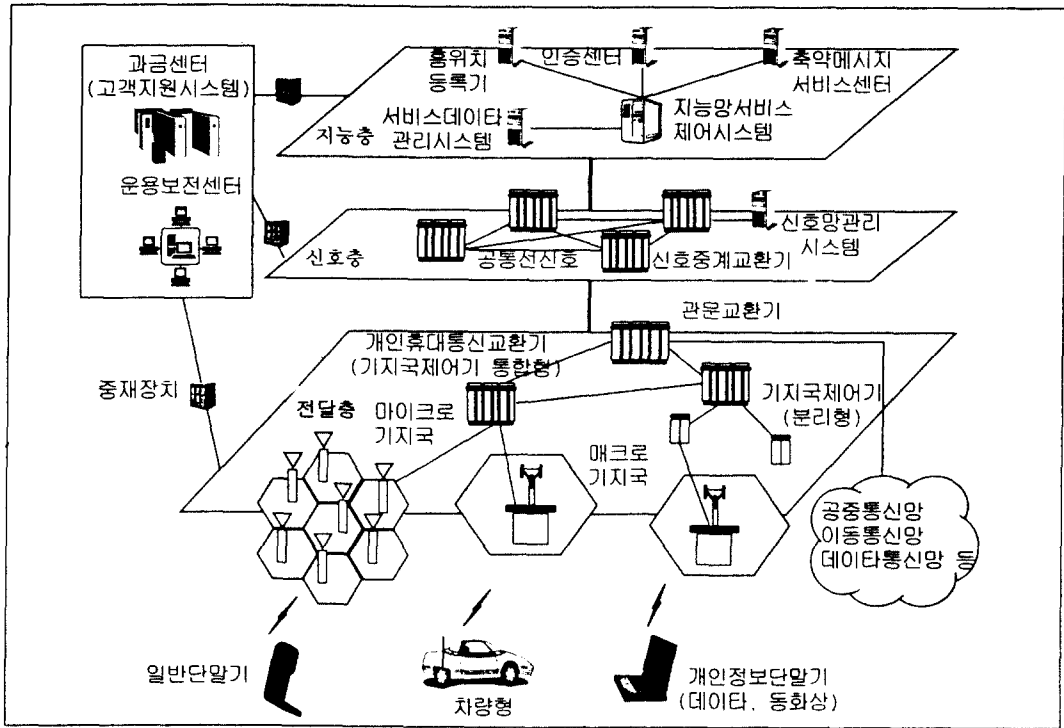 과금센터
(고객지원시스템)
운용보전센터
홈위치
등록기
인증센터
축약메시지
서비스센터
서비스데이타
관리시스템
지능망서비스
제어시스템
지능층
신호층
공통선신호
신호중계교환기
신호망관리
시스템
관문교환기
개인휴대통신교환기
(기지국제어기 통합형)
기지국제어기
(분리형)
중재장치
전달층
마이크로
기지국
매크로
기지국
공중통신망
이동통신망
데이타통신망 등
일반단말기
차량형
개인정보단말기
(데이타, 동화상)